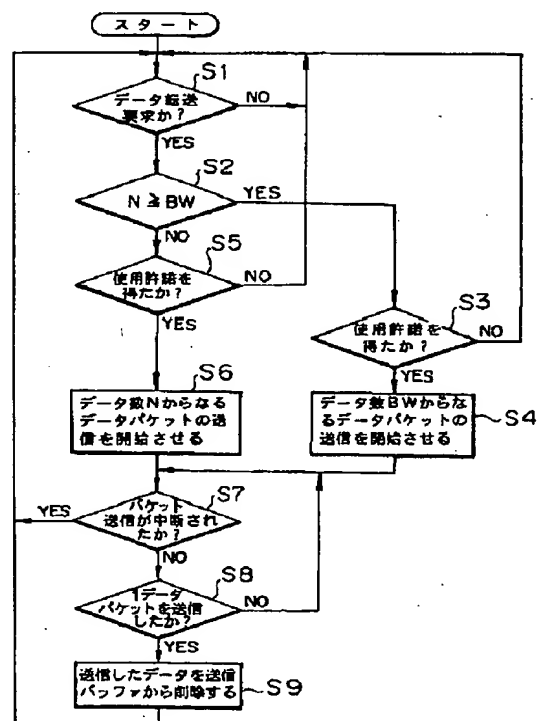 スタート
S1
データ転送
要求か?
NO
YES
S2
N≧BW
YES
NO
S5
使用許諾を
得たか?
NO
YES
S3
使用許諾を
得たか?
NO
YES
S6
データ数Nからなる
データパケットの送
信を開始させる
データ数BWからな
るデータパケットの
送信を開始させる
S4
S7
パケット
送信が中断され
たか?
YES
NO
S8
1データ
パケットを送信
したか?
NO
YES
送信したデータを送信
バッファから削除する
S9